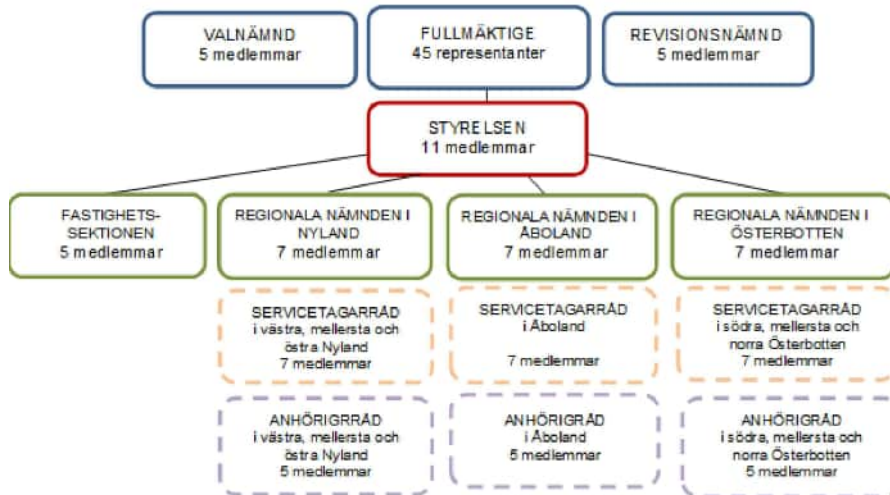 VALNÄMND
5 medlemmar
FULLMÄKTIGE
45 representanter
REVISIONSNÄMND
5 medlemmar
STYRELSEN
11 medlemmar
FASTIGHETS-
SEKTIONEN
5 medlemmar
REGIONALA NÄMNDEN I
NYLAND
7 medlemmar
REGIONALA NÄMNDEN I
ÅBOLAND
7 medlemmar
REGIONALA NÄMNDEN I
ÖSTERBOTTEN
7 medlemmar
SERVICETAGARRÅD
i västra, mellersta och
östra Nyland
7 medlemmar
SERVICETAGARRÅD
i Åboland
7 medlemmar
SERVICETAGARRÅD
i södra, mellersta och
norra Österbotten
7 medlemmar
ANHÖRIGRRÅD
i västra, mellersta och
östra Nyland
5 medlemmar
ANHÖRIGRÅD
i Åboland
5 medlemmar
ANHÖRIGRÅD
i södra, mellersta och
norra Österbotten
5 medlemmar